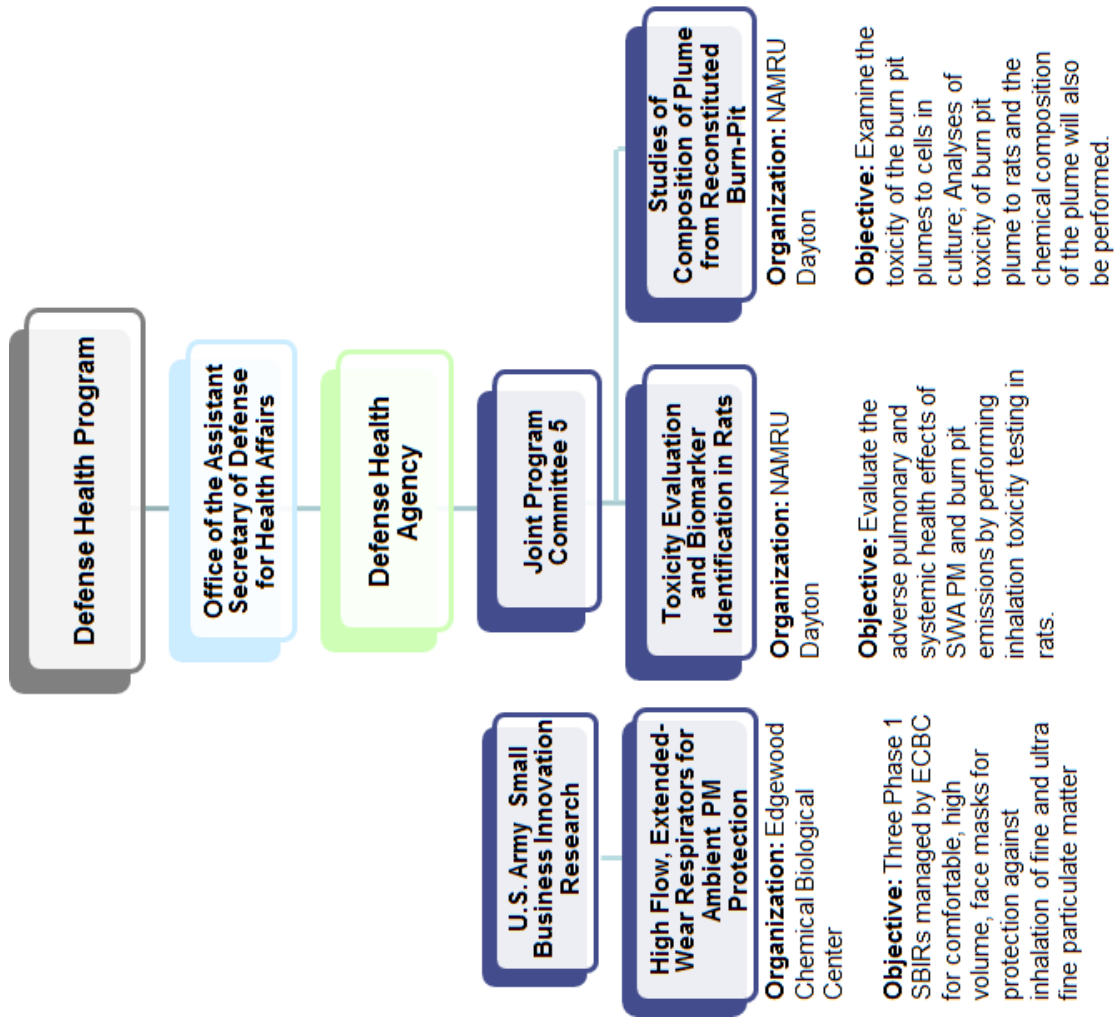 Defense Health Program
Office of the Assistant
Secretary of Defense
for Health Affairs
Defense Health
Agency
U.S. Army Small
Business Innovation
Research
Joint Program
Committee 5
High Flow, Extended-
Wear Respirators for
Ambient PM
Protection
Organization: Edgewood
Chemical Biological
Center
Objective: Three Phase 1
SBIRs managed by ECBC
for comfortable, high
volume, face masks for
protection against
inhalation of fine and ultra
fine particulate matter
Toxicity Evaluation
and Biomarker
Identification in Rats
Organization: NAMRU
Dayton
Objective: Evaluate the
adverse pulmonary and
systemic health effects of
SWA PM and burn pit
emissions by performing
inhalation toxicity testing in
rats.
Studies of
Composition of Plume
from Reconstituted
Burn-Pit
Organization: NAMRU
Dayton
Objective: Examine the
toxicity of the burn pit
plumes to cells in
culture; Analyses of
toxicity of burn pit
plume to rats and the
chemical composition
of the plume will also
be performed.